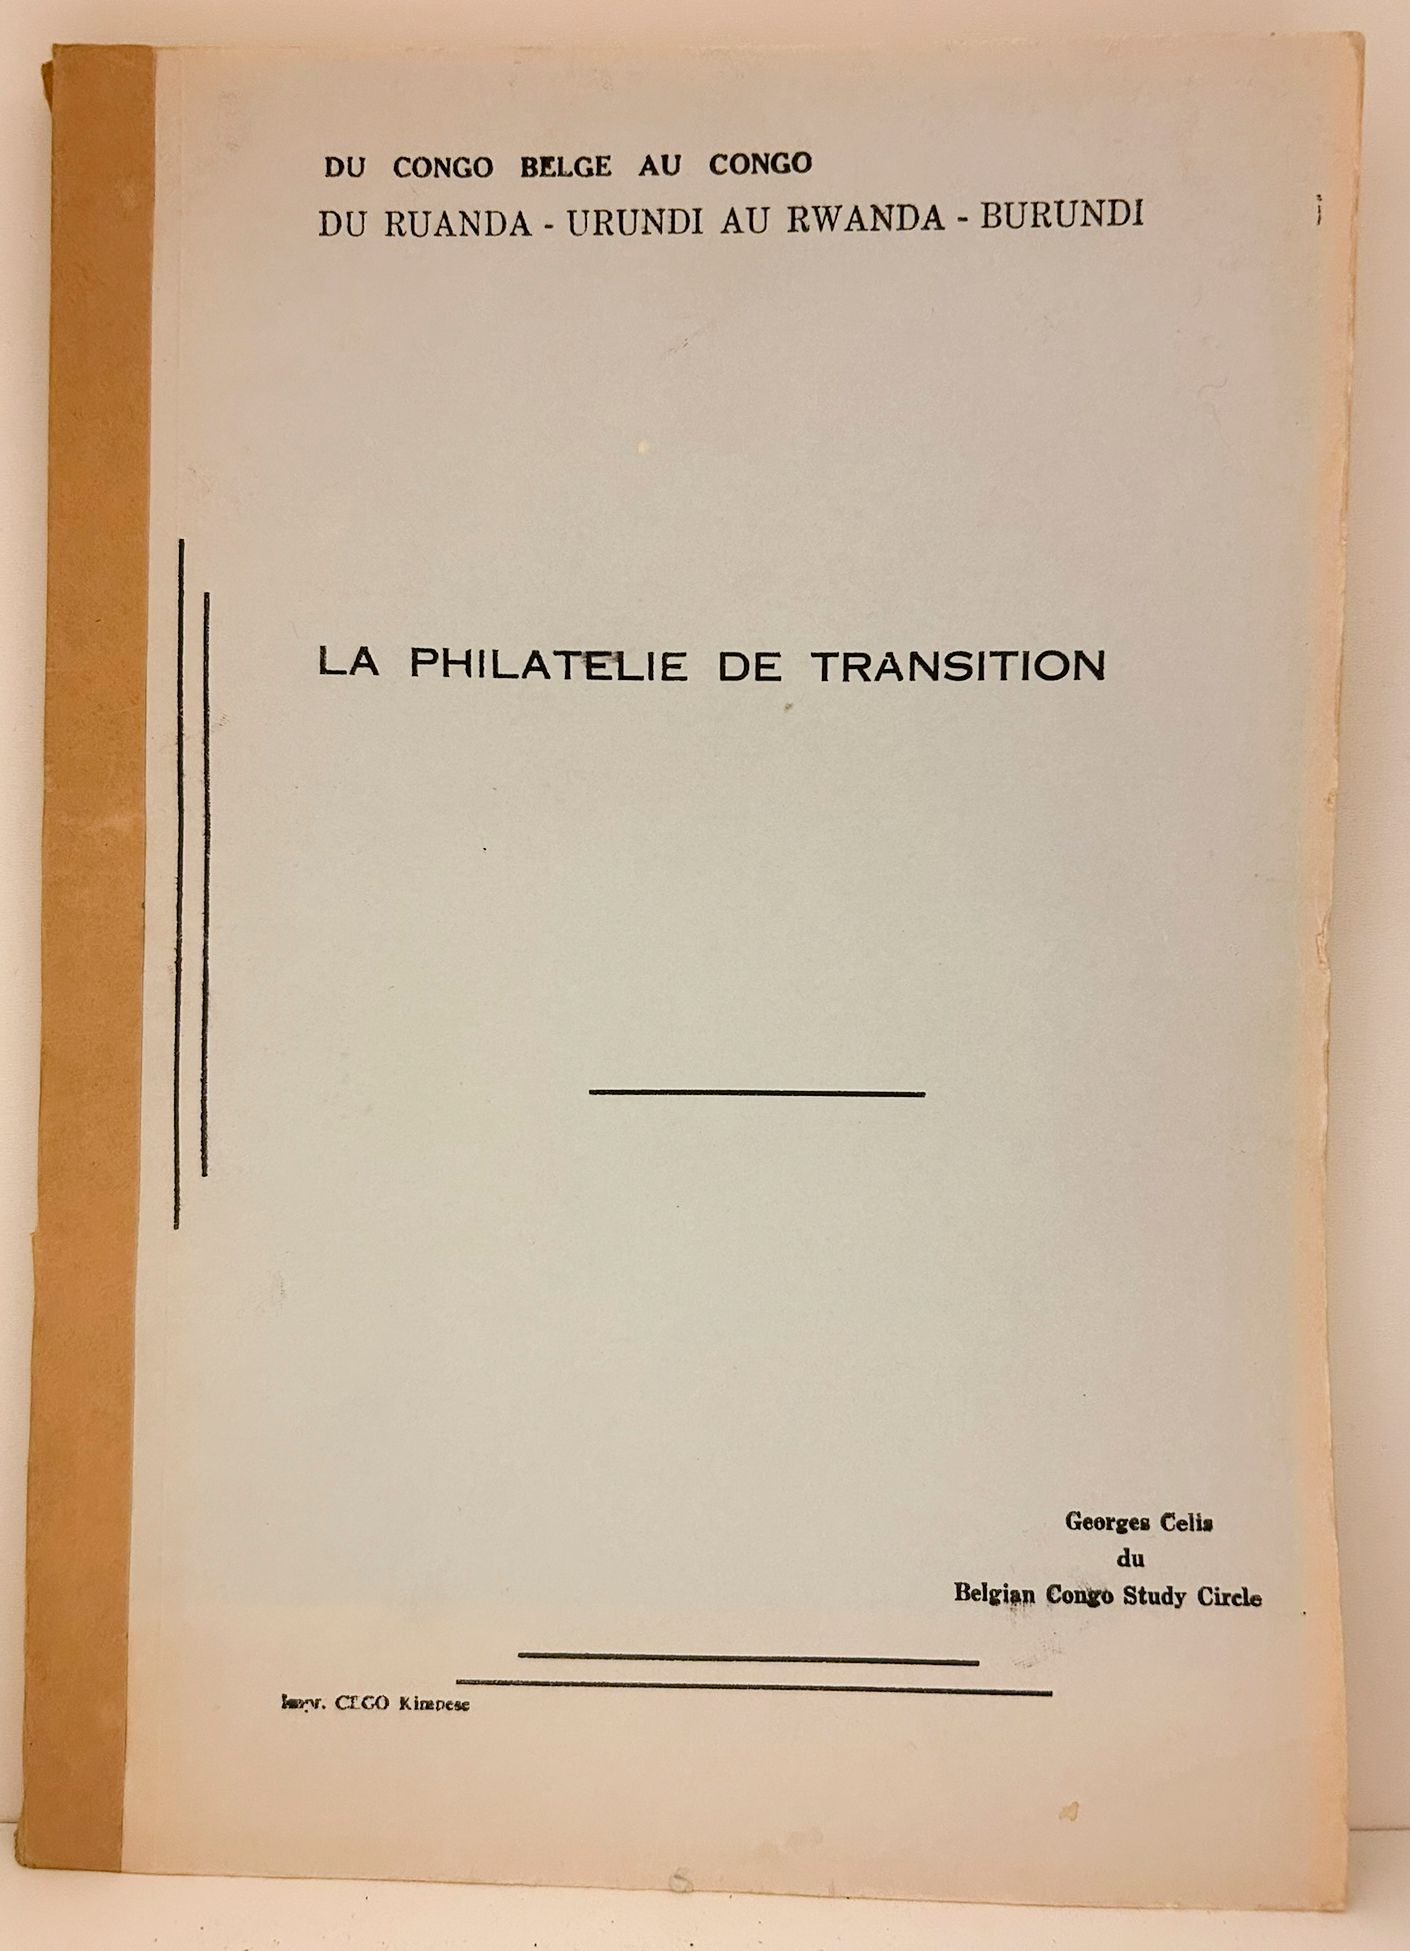 DU CONGO BELGE AU CONGO
DU RUANDA - URUNDI AU RWANDA - BURUNDI
LA PHILATELIE DE TRANSITION
Georges Celis
du
Belgian Congo Study Circle
Impr. CEGO Kimpese